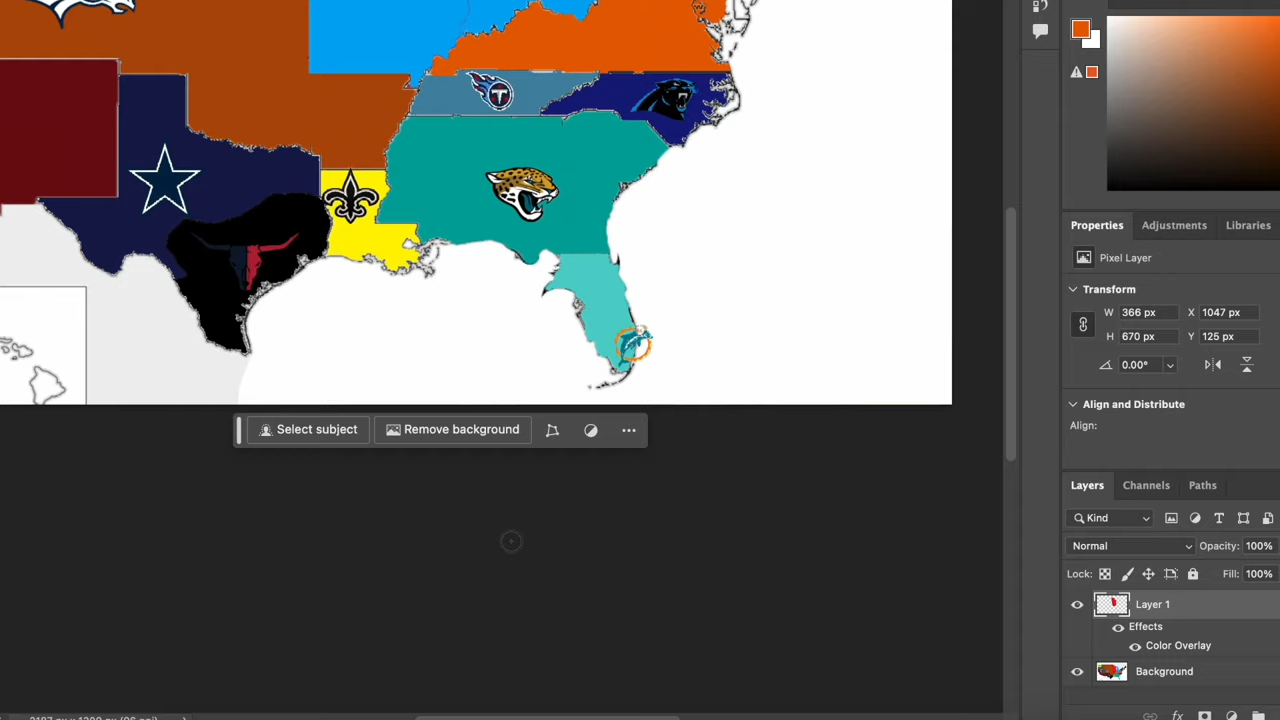 T
Properties
Adjustments
Libraries
Pixel Layer
Transform
W 366 px X 1047 px
H 670 px Y 125 px
0.00°
Align and Distribute
Align:
Select subject
Remove background
Layers
Channels
Paths
Kind
Normal
Opacity: 100%
Lock:
Fill: 100%
Layer 1
Effects
Color Overlay
Background
fx